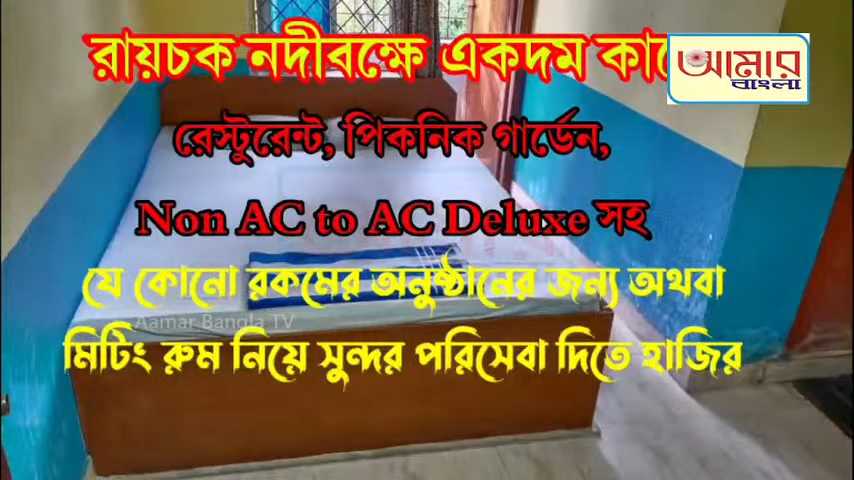 রায়চক নদীবক্ষে একদম
আমার
বাংলা
রেস্টুরেন্ট, পিকনিক গার্ডেন,
Non AC to AC Deluxe সহ
যে কোনো রকমের অনুষ্ঠানের জন্য অথবা
Aamar Bangla TV
মিটিং রুম নিয়ে সুন্দর পরিসেবা দিতে হাজির